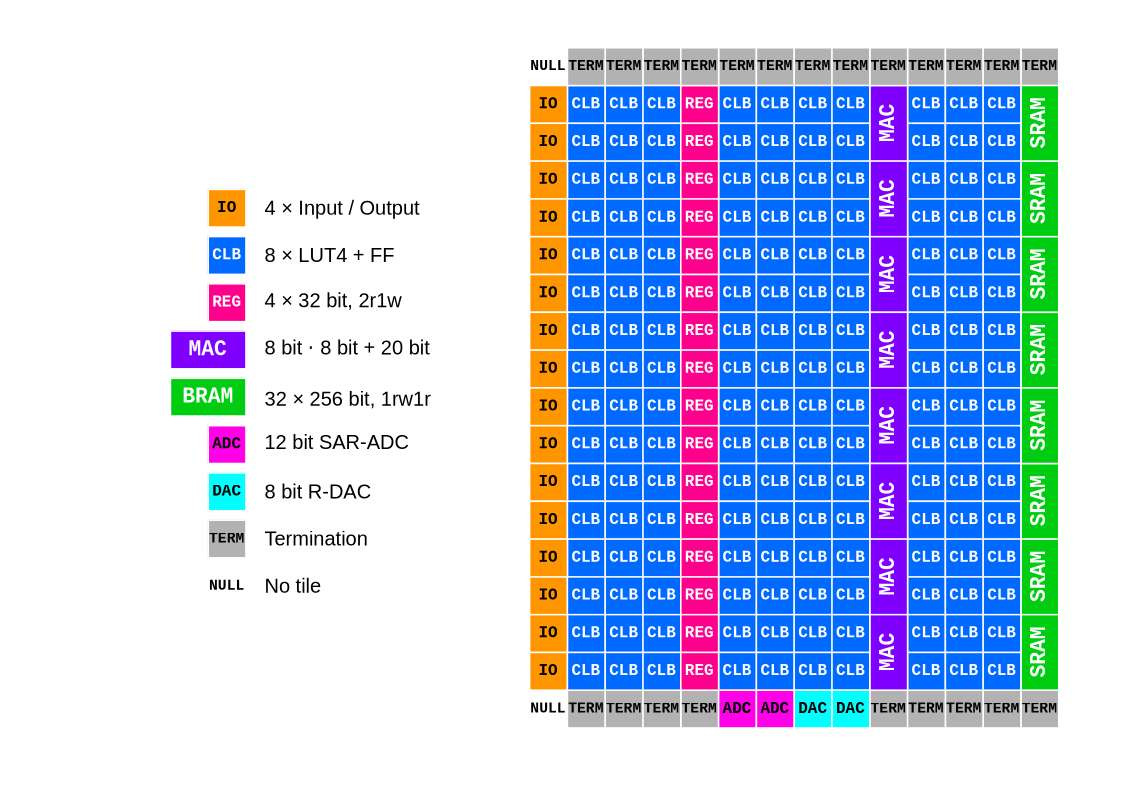 IO 4 × Input / Output
CLB 8 × LUT4 + FF
REG 4 × 32 bit, 2r1w
MAC 8 bit · 8 bit + 20 bit
BRAM 32 × 256 bit, 1rw1r
ADC 12 bit SAR-ADC
DAC 8 bit R-DAC
TERM Termination
NULL No tile
NULL TERM TERM TERM TERM TERM TERM TERM TERM TERM TERM TERM TERM TERM
IO CLB CLB CLB REG CLB CLB CLB CLB MAC CLB CLB CLB SRAM
IO CLB CLB CLB REG CLB CLB CLB CLB CLB CLB CLB
IO CLB CLB CLB REG CLB CLB CLB CLB MAC CLB CLB CLB SRAM
IO CLB CLB CLB REG CLB CLB CLB CLB CLB CLB CLB
IO CLB CLB CLB REG CLB CLB CLB CLB MAC CLB CLB CLB SRAM
IO CLB CLB CLB REG CLB CLB CLB CLB CLB CLB CLB
IO CLB CLB CLB REG CLB CLB CLB CLB MAC CLB CLB CLB SRAM
IO CLB CLB CLB REG CLB CLB CLB CLB CLB CLB CLB
IO CLB CLB CLB REG CLB CLB CLB CLB MAC CLB CLB CLB SRAM
IO CLB CLB CLB REG CLB CLB CLB CLB CLB CLB CLB
IO CLB CLB CLB REG CLB CLB CLB CLB MAC CLB CLB CLB SRAM
IO CLB CLB CLB REG CLB CLB CLB CLB CLB CLB CLB
IO CLB CLB CLB REG CLB CLB CLB CLB MAC CLB CLB CLB SRAM
IO CLB CLB CLB REG CLB CLB CLB CLB CLB CLB CLB
IO CLB CLB CLB REG CLB CLB CLB CLB MAC CLB CLB CLB SRAM
IO CLB CLB CLB REG CLB CLB CLB CLB CLB CLB CLB
NULL TERM TERM TERM TERM ADC ADC DAC DAC TERM TERM TERM TERM TERM